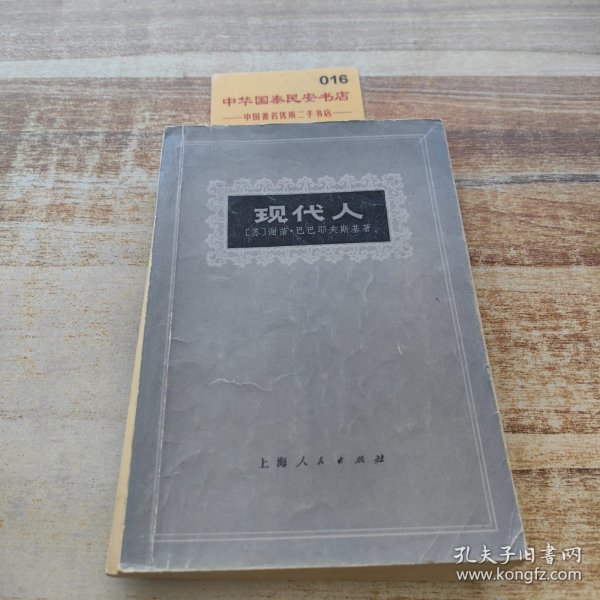 016
中华国泰民安书店
中国著名优质二手书店
现代人
[苏]谢苗·巴巴耶夫斯基著
上海人民出版社
孔夫子旧书网
www.kongfz.com